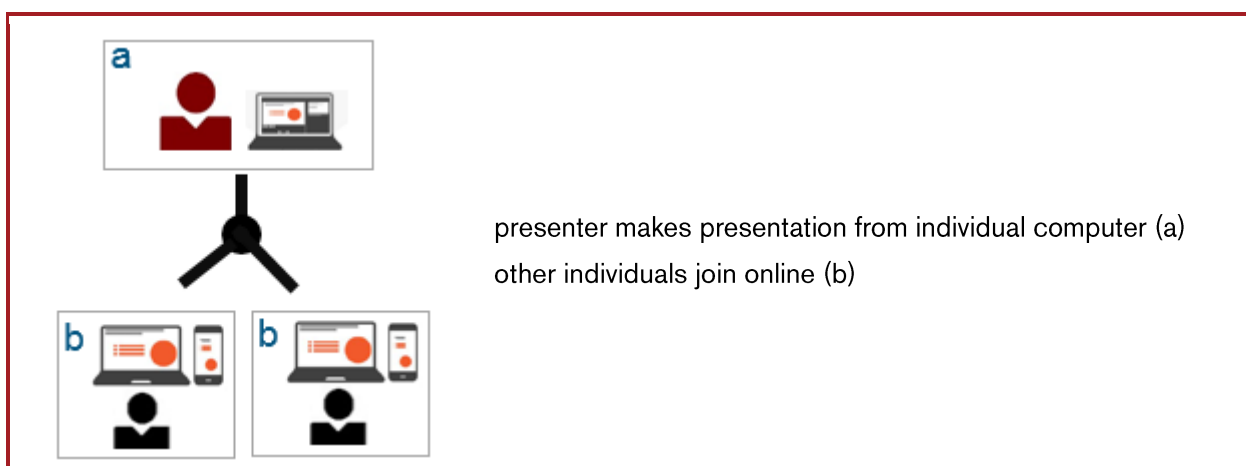 a
presenter makes presentation from individual computer (a)
other individuals join online (b)
b
b